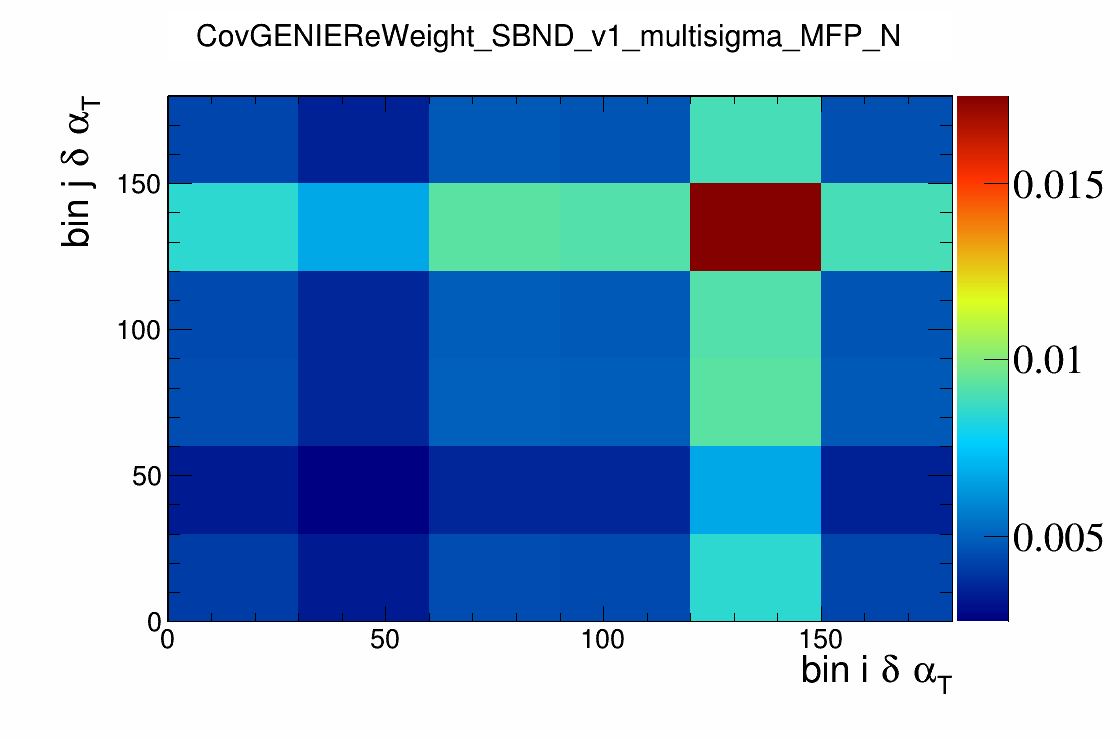 CovGENIEReWeight_SBND_v1_multisigma_MFP_N
bin j δ α_T
150
100
50
0
0 50 100 150
bin i δ α_T
0.015
0.01
0.005